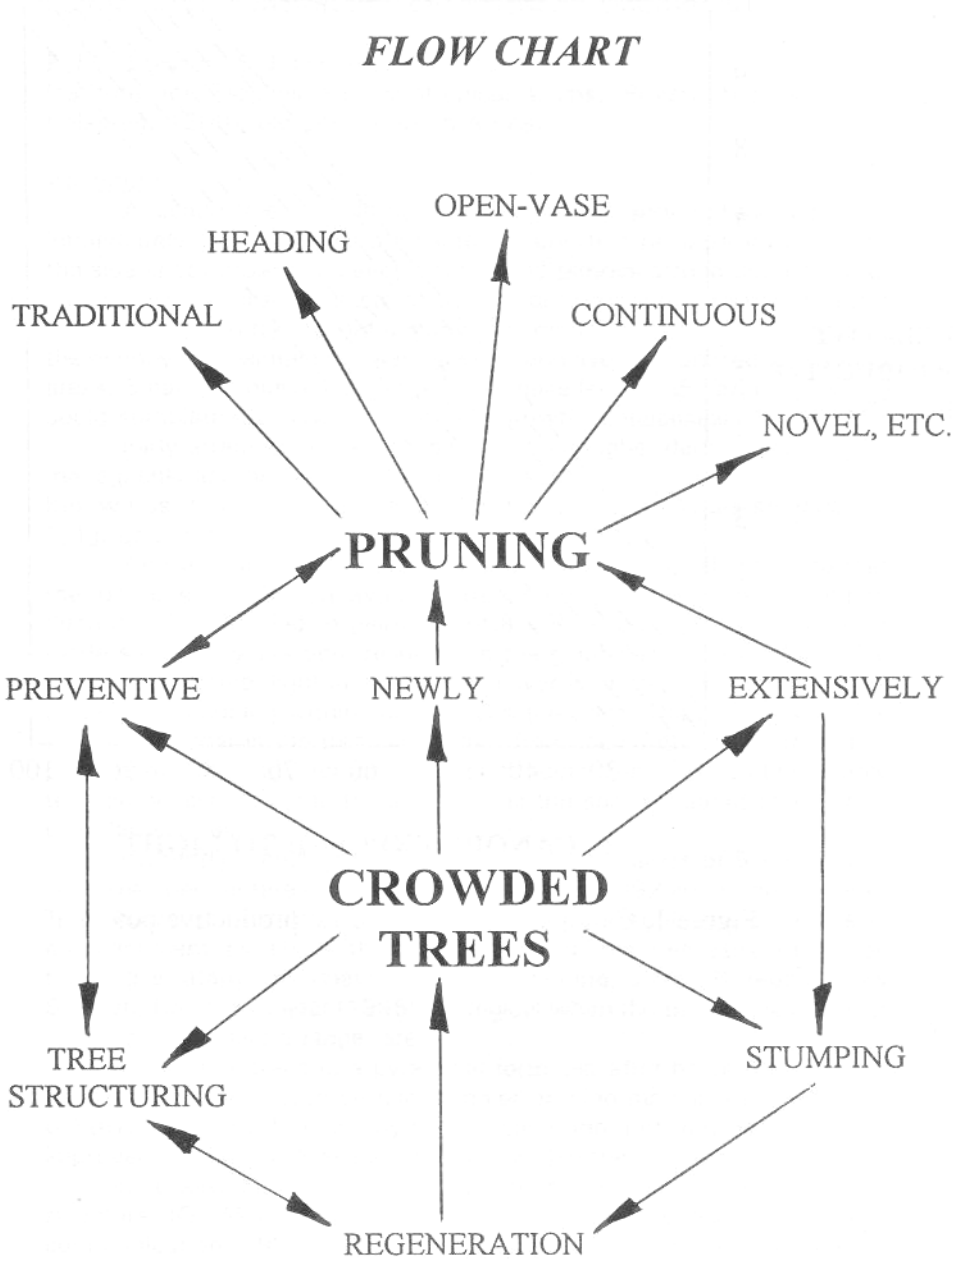 FLOW CHART
OPEN-VASE
HEADING
TRADITIONAL
CONTINUOUS
NOVEL, ETC.
PRUNING
PREVENTIVE
NEWLY
EXTENSIVELY
CROWDED
TREES
TREE
STRUCTURING
STUMPING
REGENERATION